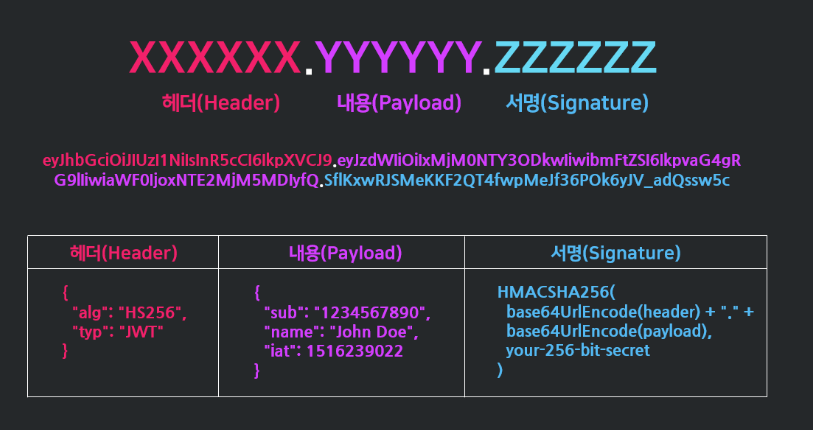 XXXXXX.YYYYYY.ZZZZZZ
헤더(Header) 내용(Payload) 서명(Signature)
eyJhbGciOiJIUzI1NiIsInR5cCI6IkpXVCJ9.eyJzdWIiOiIxMjM0NTY3ODkwIiwibmFtZSI6IkpvaG4gR
G9lIiwiaWF0IjoxNTE2MjM5MDIyfQ.SflKxwRJSMeKKF2QT4fwpMeJf36POk6yJV_adQssw5c
헤더(Header)
{
"alg": "HS256",
"typ": "JWT"
}
내용(Payload)
{
"sub": "1234567890",
"name": "John Doe",
"iat": 1516239022
}
서명(Signature)
HMACSHA256(
base64UrlEncode(header) + "." +
base64UrlEncode(payload),
your-256-bit-secret
)